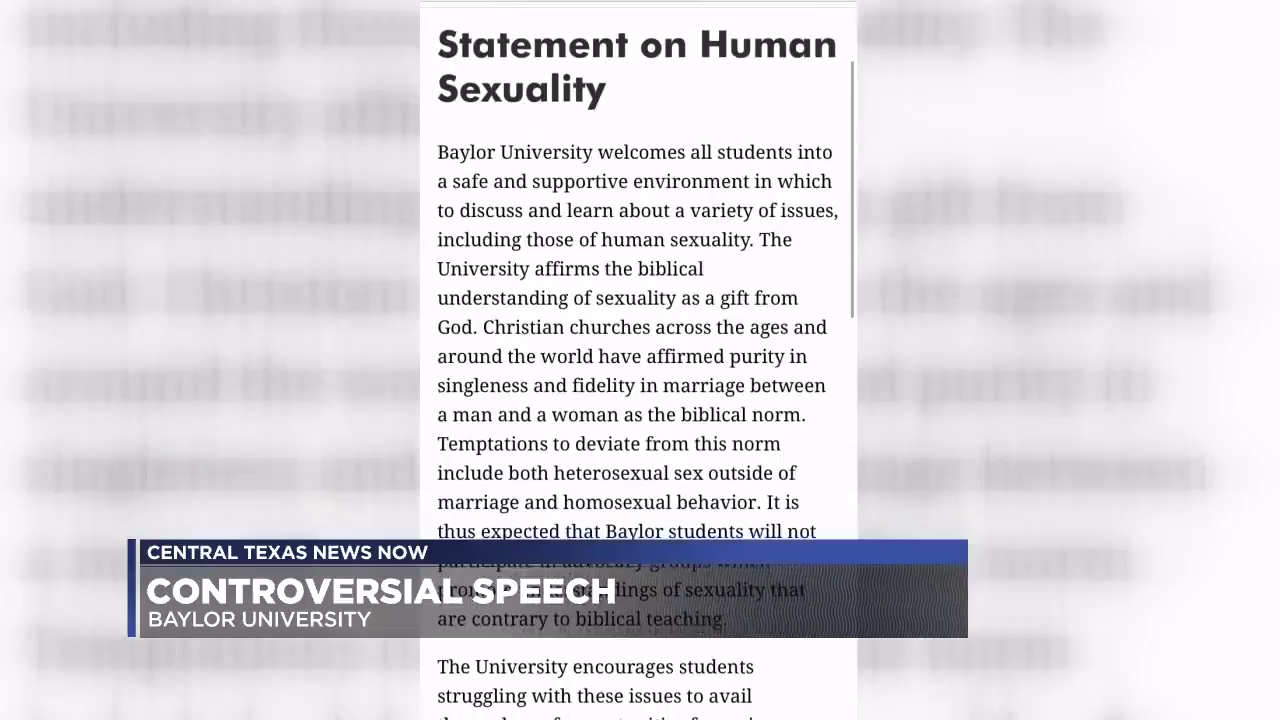 Statement on Human
Sexuality
Baylor University welcomes all students into
a safe and supportive environment in which
to discuss and learn about a variety of issues,
including those of human sexuality. The
University affirms the biblical
understanding of sexuality as a gift from
God. Christian churches across the ages and
around the world have affirmed purity in
singleness and fidelity in marriage between
a man and a woman as the biblical norm.
Temptations to deviate from this norm
include both heterosexual sex outside of
marriage and homosexual behavior. It is
thus expected that Baylor students will not
participate in advocacy groups which
understandings of sexuality that
are contrary to biblical teaching.
CENTRAL TEXAS NEWS NOW
CONTROVERSIAL SPEECH
BAYLOR UNIVERSITY
The University encourages students
struggling with these issues to avail